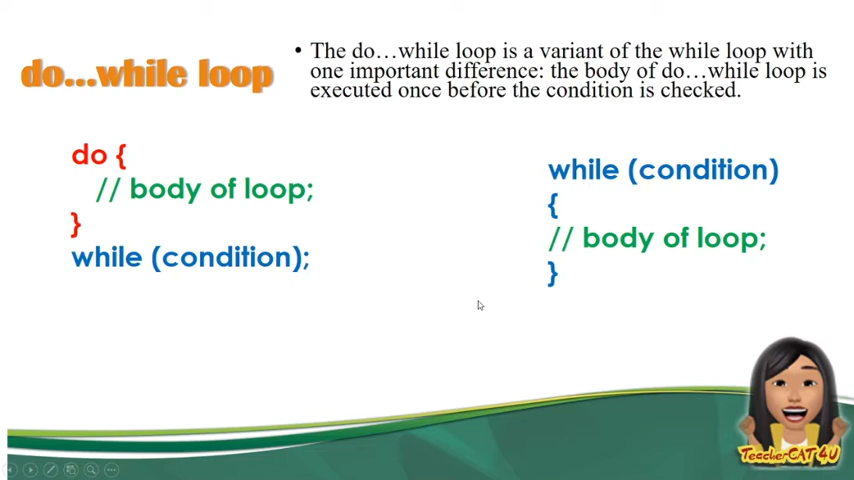 do...while loop
• The do…while loop is a variant of the while loop with
one important difference: the body of do…while loop is
executed once before the condition is checked.
do {
// body of loop;
}
while (condition);
while (condition)
{
// body of loop;
}
TeacherCAT 4U